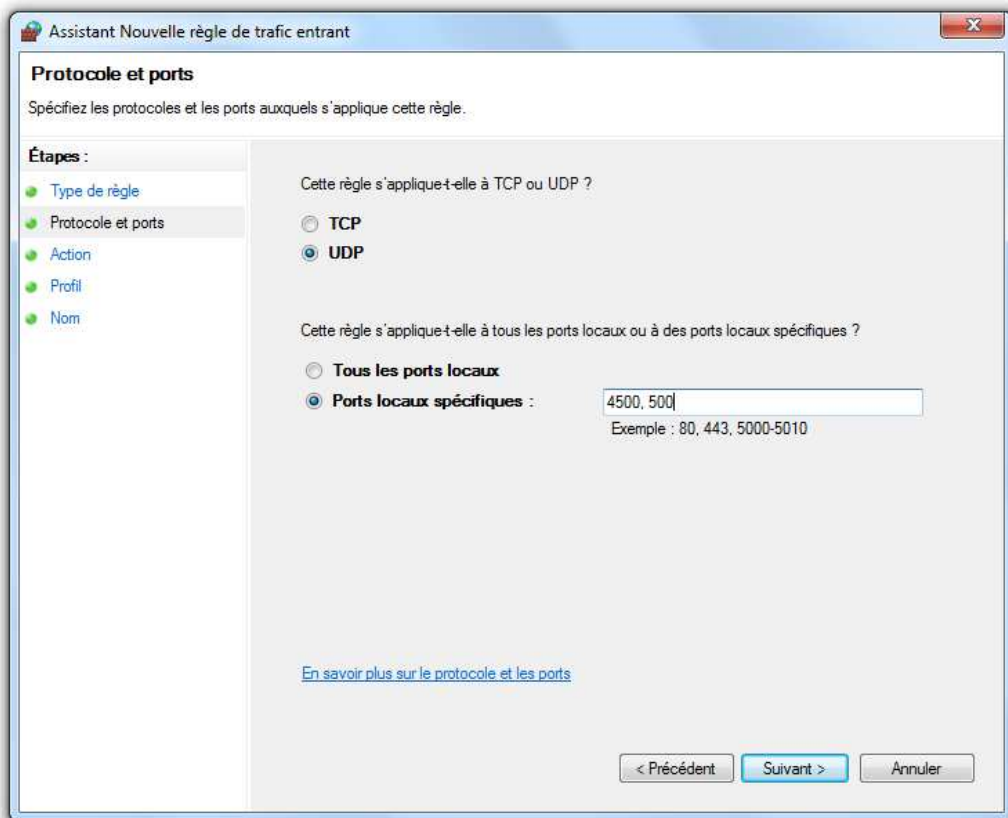 Assistant Nouvelle règle de trafic entrant
Protocole et ports
Spécifiez les protocoles et les ports auxquels s'applique cette règle.
Étapes :
Type de règle
Protocole et ports
Action
Profil
Nom
Cette règle s'applique-t-elle à TCP ou UDP ?
TCP
UDP
Cette règle s'applique-t-elle à tous les ports locaux ou à des ports locaux spécifiques ?
Tous les ports locaux
Ports locaux spécifiques : 4500, 500
Exemple : 80, 443, 5000-5010
En savoir plus sur le protocole et les ports
< Précédent Suivant > Annuler